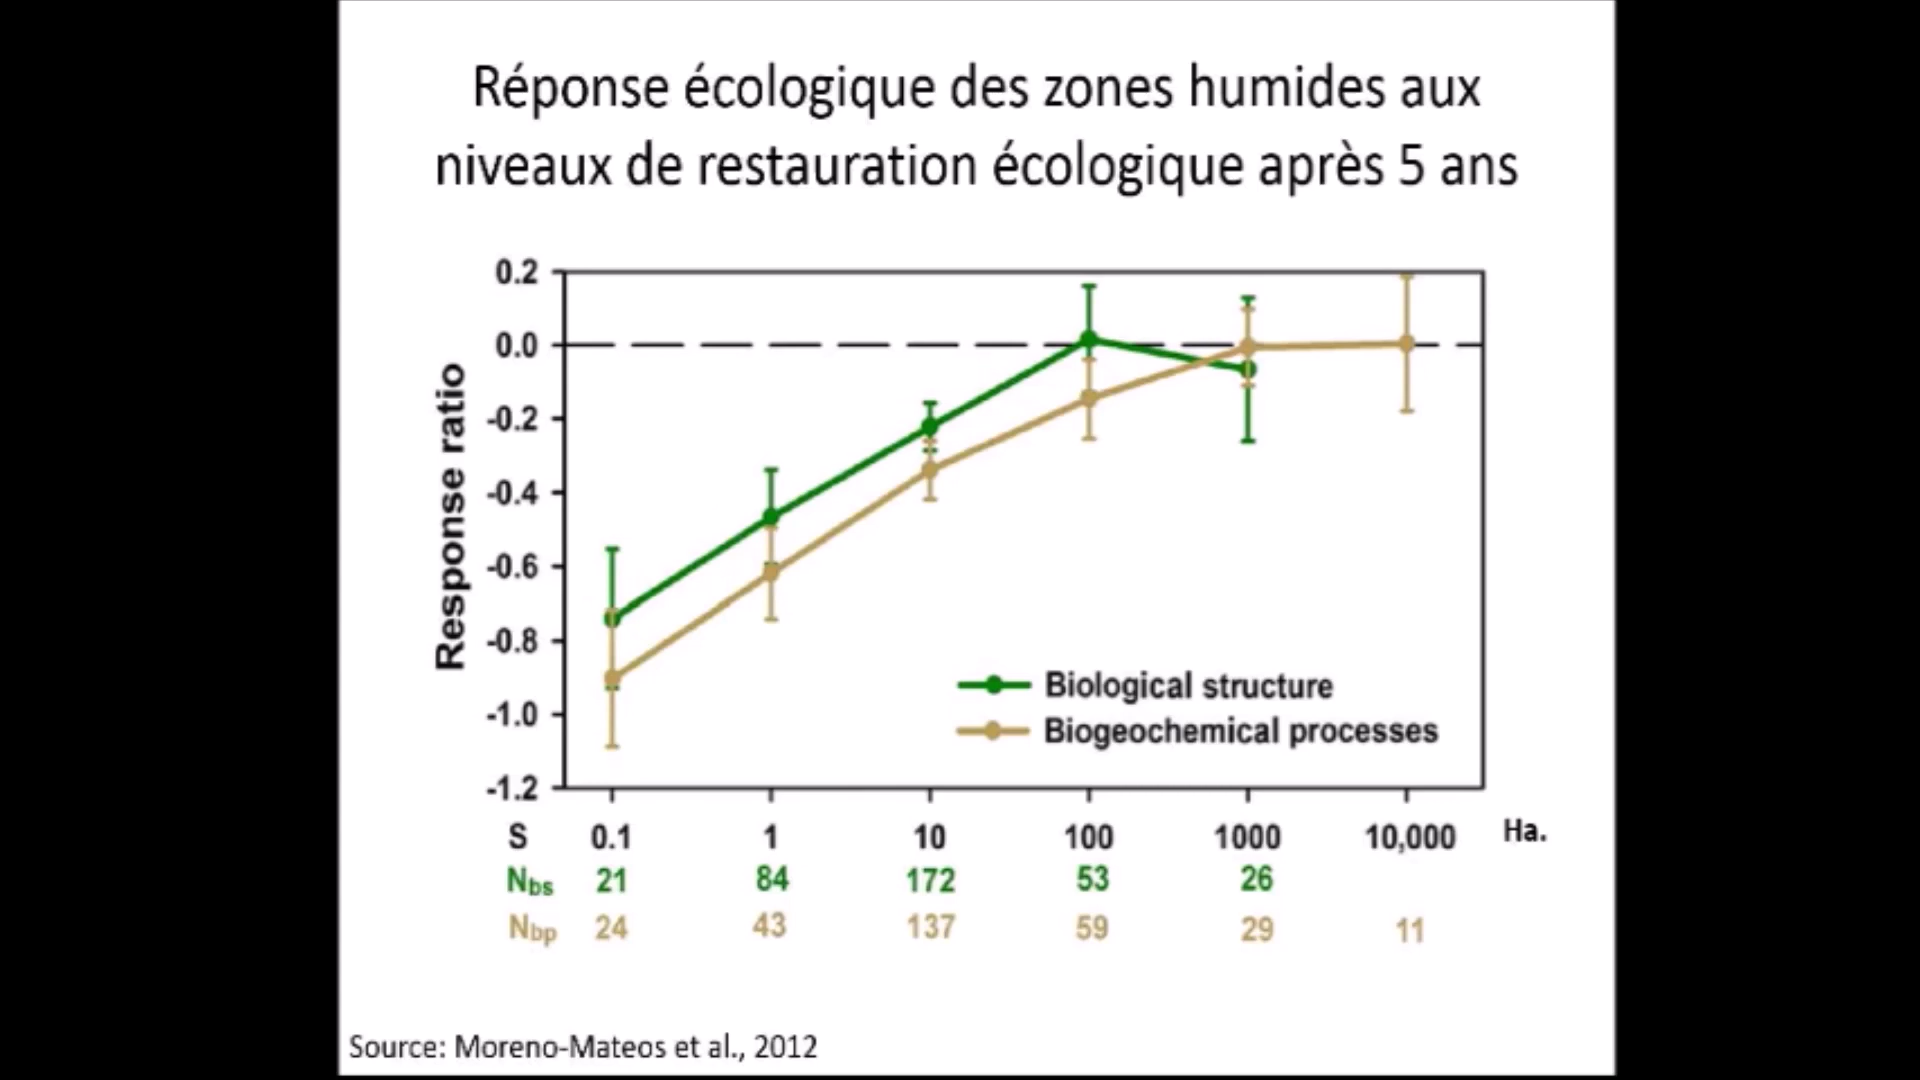 Réponse écologique des zones humides aux
niveaux de restauration écologique après 5 ans
0.2
0.0
-0.2
-0.4
-0.6
-0.8
-1.0
-1.2
Response ratio
Biological structure
Biogeochemical processes
S 0.1 1 10 100 1000 10,000 Ha.
Nbs 21 84 172 53 26
Nbp 24 43 137 59 29 11
Source: Moreno-Mateos et al., 2012